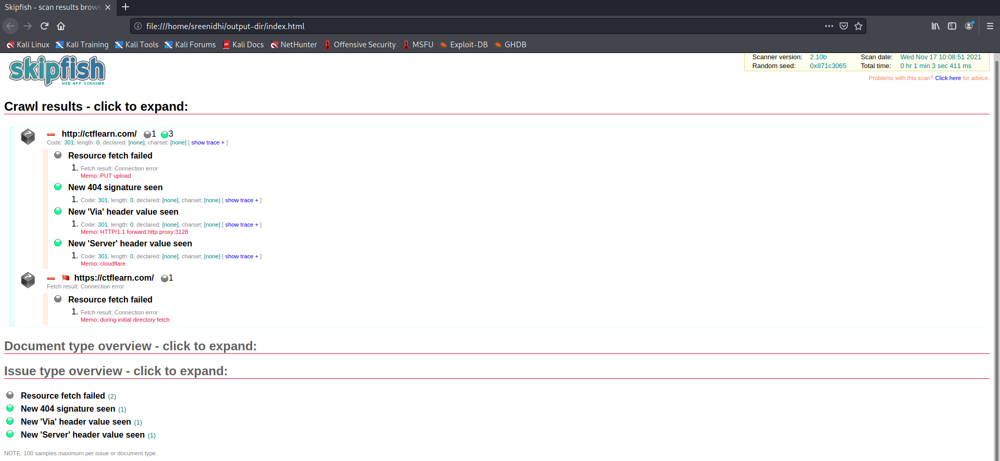 Skipfish - scan results brows
file:///home/sreenidhi/output-dir/index.html
Kali Linux Kali Training Kali Tools Kali Forums Kali Docs NetHunter Offensive Security MSFU Exploit-DB GHDB
skipfish
WEB APP SCANNER
Scanner version: 2.10b Scan date: Wed Nov 17 10:08:51 2021
Random seed: 0x871c3065 Total time: 0 hr 1 min 3 sec 411 ms
Problems with this scan? Click here for advice.
Crawl results - click to expand:
http://ctflearn.com/ 1 3
Code: 301, length: 0, declared: [none], charset: [none] [ show trace + ]
Resource fetch failed
1. Fetch result: Connection error
Memo: PUT upload
New 404 signature seen
1. Code: 301, length: 0, declared: [none], charset: [none] [ show trace + ]
New 'Via' header value seen
1. Code: 301, length: 0, declared: [none], charset: [none] [ show trace + ]
Memo: HTTP/1.1 forward.http.proxy:3128
New 'Server' header value seen
1. Code: 301, length: 0, declared: [none], charset: [none] [ show trace + ]
Memo: cloudflare
https://ctflearn.com/ 1
Fetch result: Connection error
Resource fetch failed
1. Fetch result: Connection error
Memo: during initial directory fetch
Document type overview - click to expand:
Issue type overview - click to expand:
Resource fetch failed (2)
New 404 signature seen (1)
New 'Via' header value seen (1)
New 'Server' header value seen (1)
NOTE: 100 samples maximum per issue or document type.